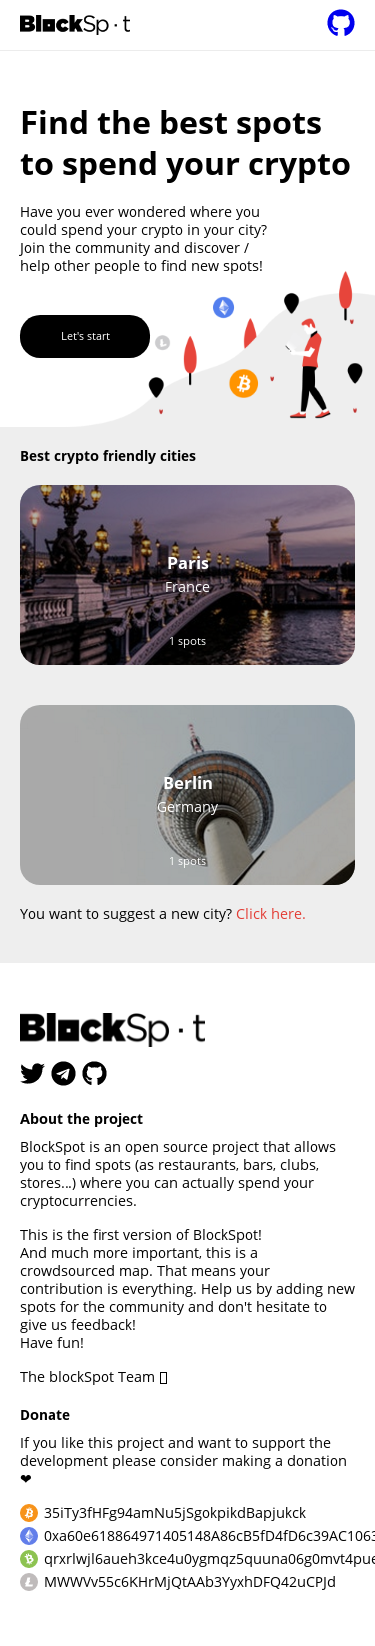 BlockSp·t
Find the best spots
to spend your crypto
Have you ever wondered where you
could spend your crypto in your city?
Join the community and discover /
help other people to find new spots!
Let's start
Best crypto friendly cities
Paris
France
1 spots
Berlin
Germany
1 spots
You want to suggest a new city? Click here.
BlockSp·t
About the project
BlockSpot is an open source project that allows
you to find spots (as restaurants, bars, clubs,
stores...) where you can actually spend your
cryptocurrencies.
This is the first version of BlockSpot!
And much more important, this is a
crowdsourced map. That means your
contribution is everything. Help us by adding new
spots for the community and don't hesitate to
give us feedback!
Have fun!
The blockSpot Team
Donate
If you like this project and want to support the
development please consider making a donation
❤
35iTy3fHFg94amNu5jSgokpikdBapjukck
0xa60e618864971405148A86cB5fD4fD6c39AC1063
qrxrlwjl6aueh3kce4u0ygmqz5quuna06g0mvt4pue
MWWVv55c6KHrMjQtAAb3YyxhDFQ42uCPJd